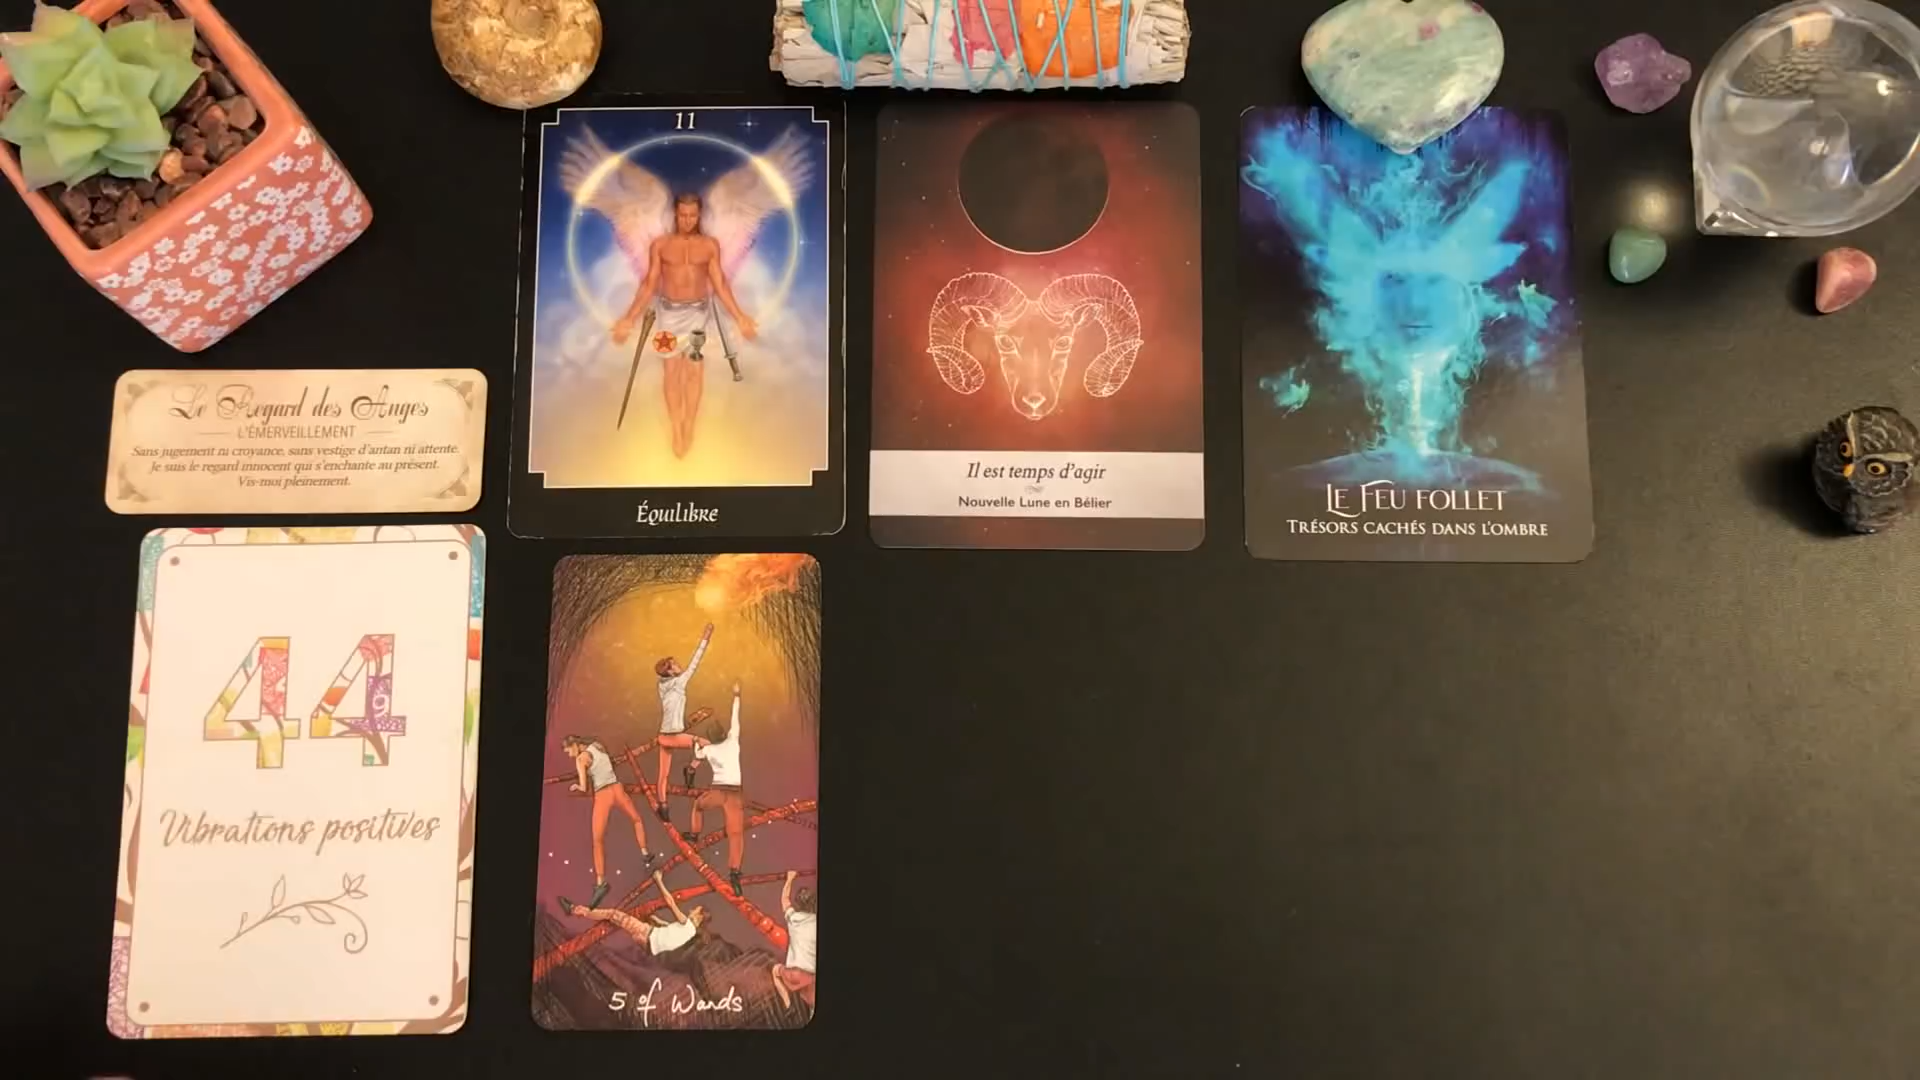 Le Regard des Anges
L'ÉMERVEILLEMENT
Sans jugement ni croyance, sans vestige d'antan ni attente.
Je suis le regard innocent qui s'enchante au présent.
Vis-moi pleinement.
11
Équilibre
Il est temps d'agir
Nouvelle Lune en Bélier
Le Feu follet
Trésors cachés dans l'ombre
44
Vibrations positives
5 of Wands